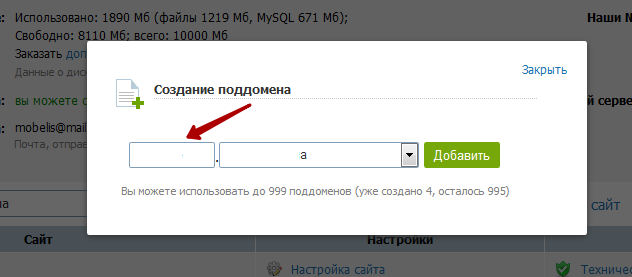 Использовано: 1890 Мб (файлы 1219 Мб, MySQL 671 Мб);
Наши N
Свободно: 8110 Мб; всего: 10000 Мб
Заказать
Данные о дис
Закрыть
Создание поддомена
вы можете с
й серве
mobelis@mail
Почта, отправ
.
а
Добавить
Вы можете использовать до 999 поддоменов (уже создано 4, осталось 995)
на
сайт
Сайт
Настройки
Настройка сайта
Техниче